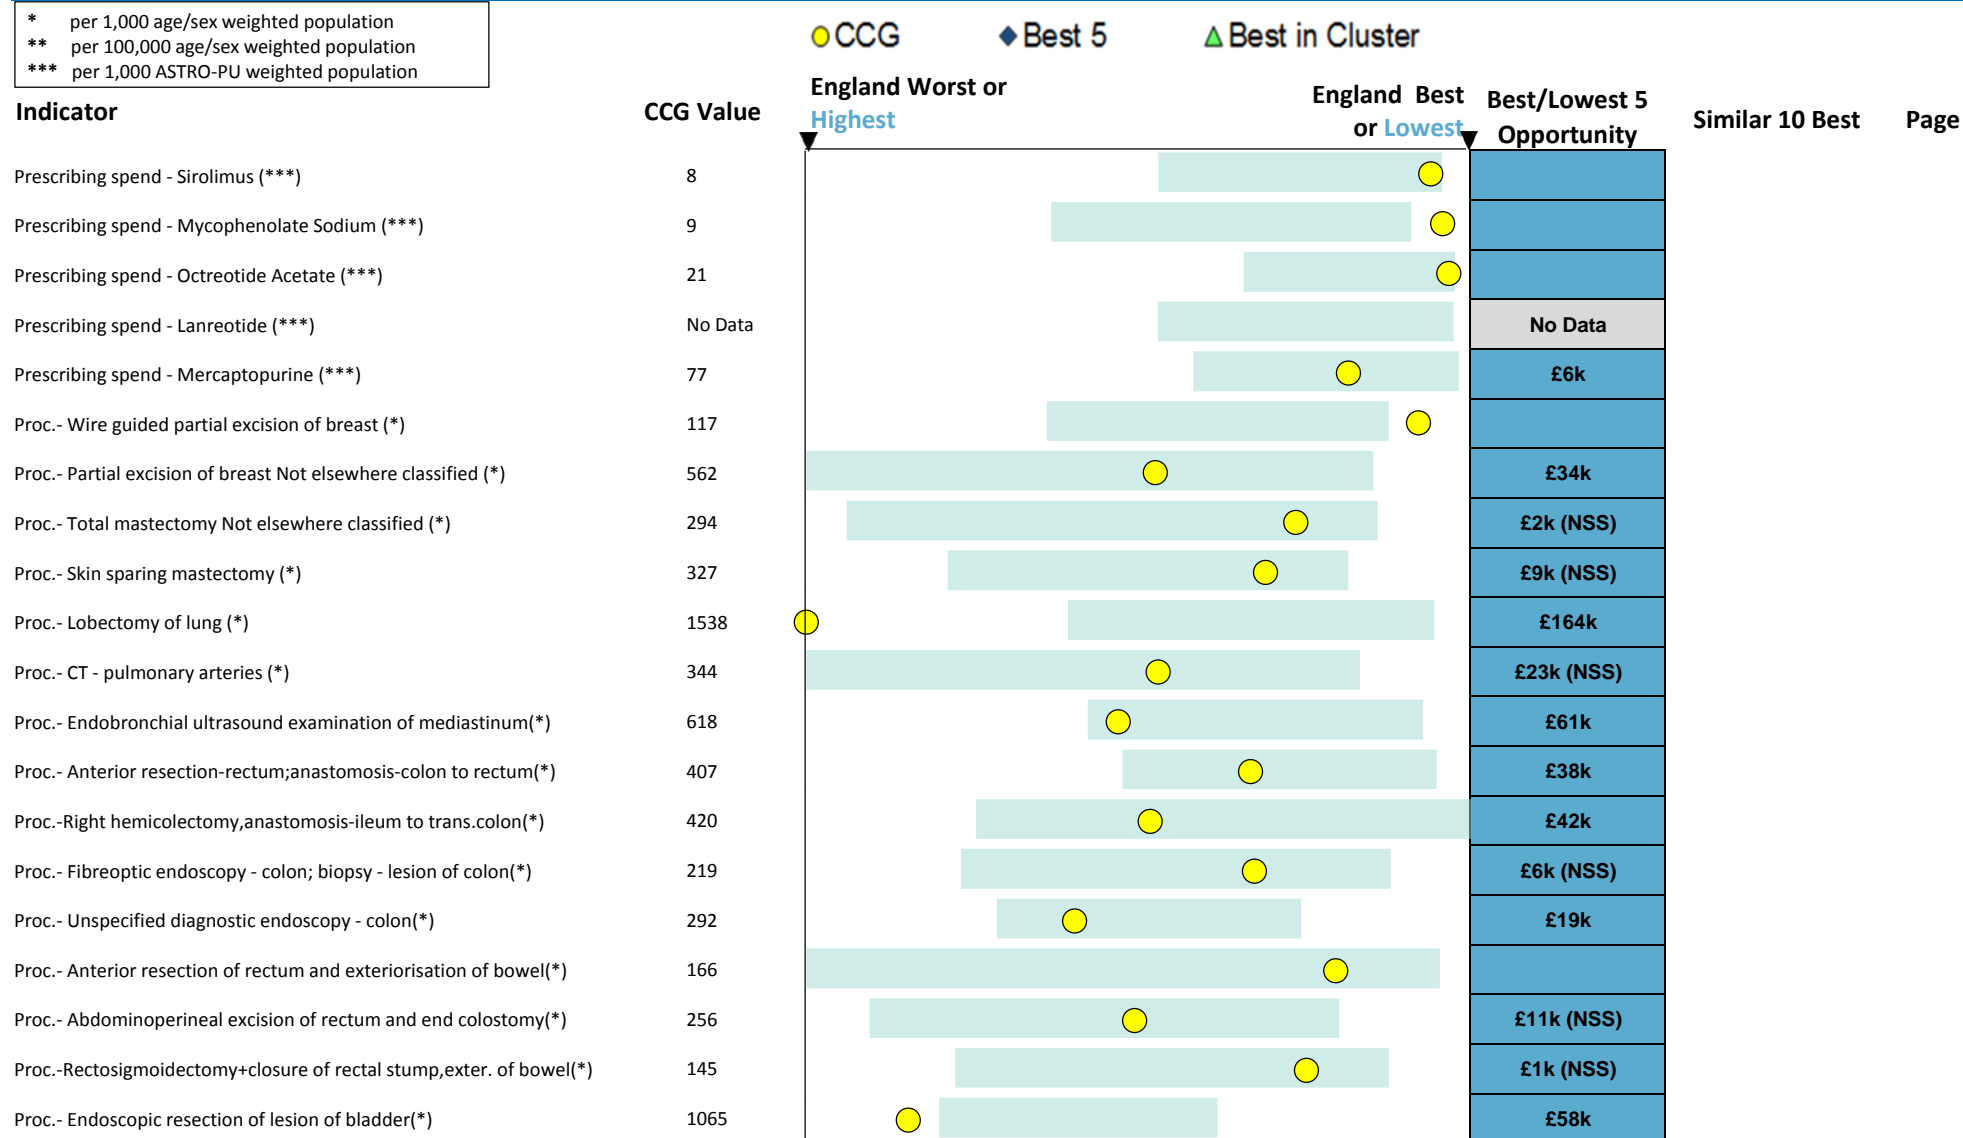 * per 1,000 age/sex weighted population
** per 100,000 age/sex weighted population
*** per 1,000 ASTRO-PU weighted population
CCG Best 5 Best in Cluster
Indicator CCG Value England Worst or Highest England Best or Lowest Best/Lowest 5 Opportunity Similar 10 Best Page
Prescribing spend - Sirolimus (***) 8
Prescribing spend - Mycophenolate Sodium (***) 9
Prescribing spend - Octreotide Acetate (***) 21
Prescribing spend - Lanreotide (***) No Data No Data
Prescribing spend - Mercaptopurine (***) 77 £6k
Proc.- Wire guided partial excision of breast (*) 117
Proc.- Partial excision of breast Not elsewhere classified (*) 562 £34k
Proc.- Total mastectomy Not elsewhere classified (*) 294 £2k (NSS)
Proc.- Skin sparing mastectomy (*) 327 £9k (NSS)
Proc.- Lobectomy of lung (*) 1538 £164k
Proc.- CT - pulmonary arteries (*) 344 £23k (NSS)
Proc.- Endobronchial ultrasound examination of mediastinum(*) 618 £61k
Proc.- Anterior resection-rectum;anastomosis-colon to rectum(*) 407 £38k
Proc.-Right hemicolectomy,anastomosis-ileum to trans.colon(*) 420 £42k
Proc.- Fibreoptic endoscopy - colon; biopsy - lesion of colon(*) 219 £6k (NSS)
Proc.- Unspecified diagnostic endoscopy - colon(*) 292 £19k
Proc.- Anterior resection of rectum and exteriorisation of bowel(*) 166
Proc.- Abdominoperineal excision of rectum and end colostomy(*) 256 £11k (NSS)
Proc.-Rectosigmoidectomy+closure of rectal stump,exter. of bowel(*) 145 £1k (NSS)
Proc.- Endoscopic resection of lesion of bladder(*) 1065 £58k